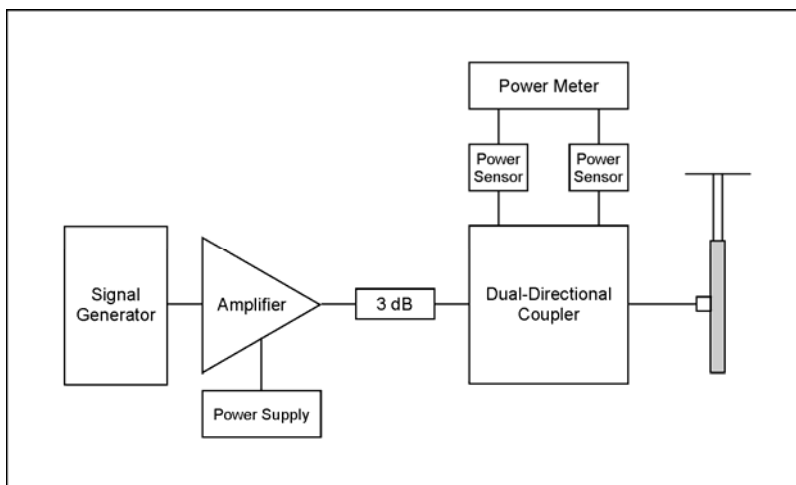 Power Meter
Power
Sensor
Power
Sensor
Signal
Generator
Amplifier
3 dB
Dual-Directional
Coupler
Power Supply